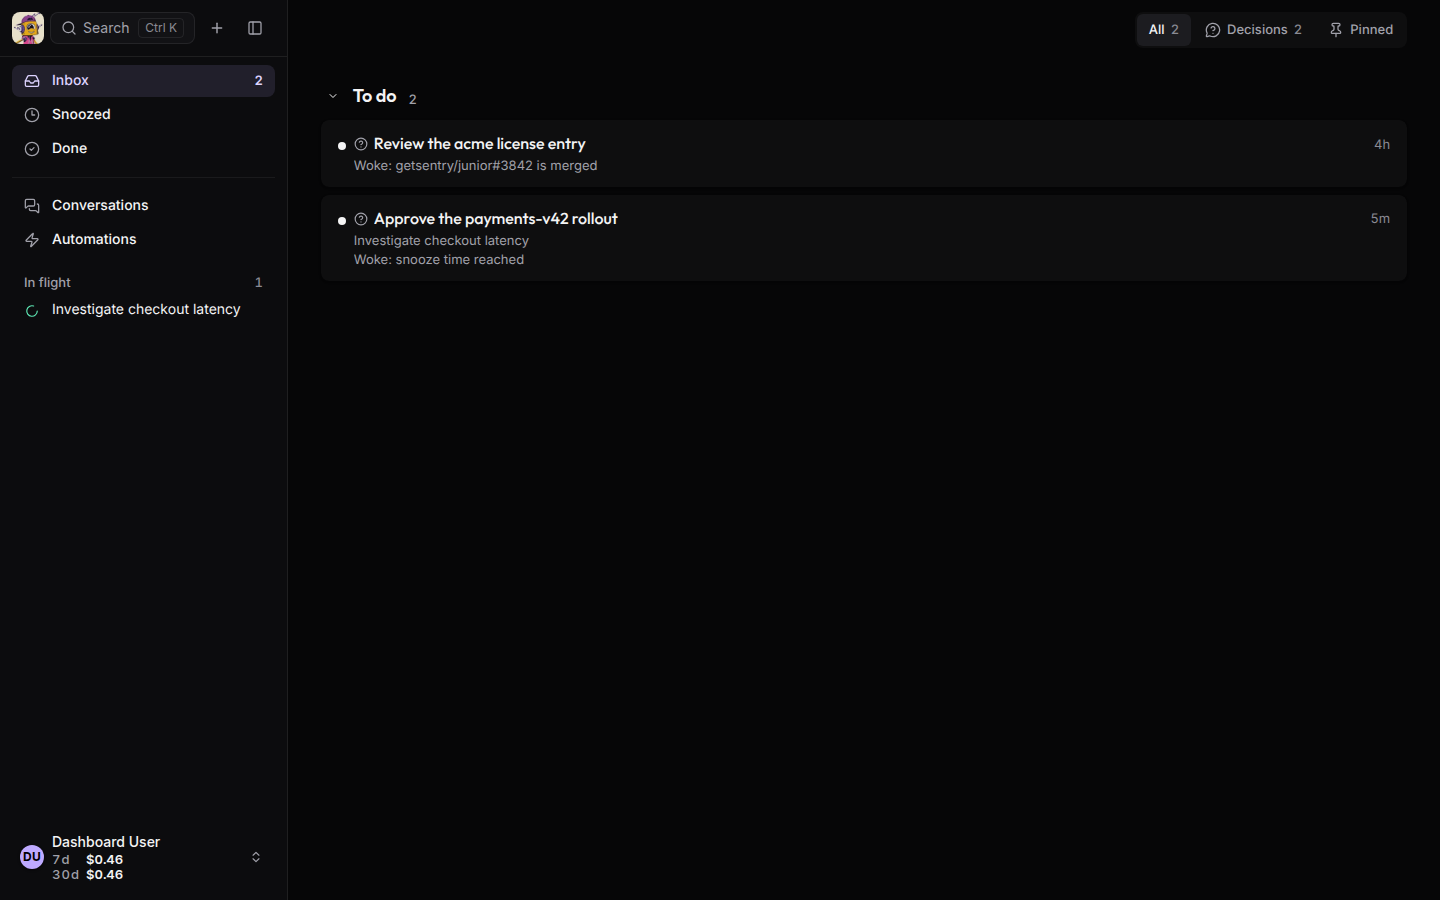 Search Ctrl K
Inbox 2
Snoozed
Done
Conversations
Automations
In flight 1
Investigate checkout latency
DU
Dashboard User
7d $0.46
30d $0.46
All 2 Decisions 2 Pinned
To do 2
Review the acme license entry 4h
Woke: getsentry/junior#3842 is merged
Approve the payments-v42 rollout 5m
Investigate checkout latency
Woke: snooze time reached